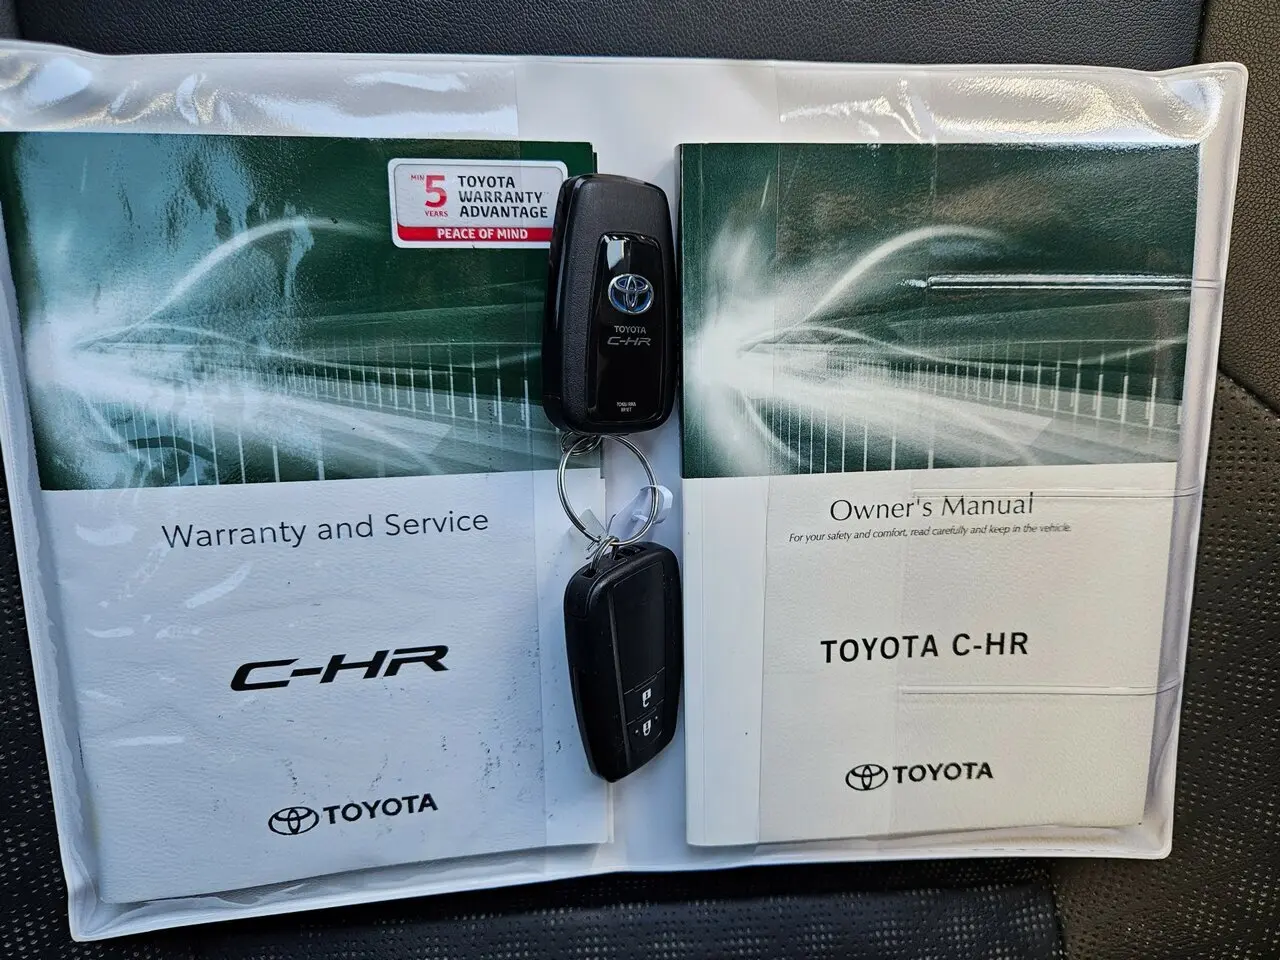 MIN 5 YEARS
TOYOTA
WARRANTY
ADVANTAGE
PEACE OF MIND
Warranty and Service
C-HR
TOYOTA
TOYOTA
C-HR
Owner's Manual
For your safety and comfort, read carefully and keep in the vehicle.
TOYOTA C-HR
TOYOTA